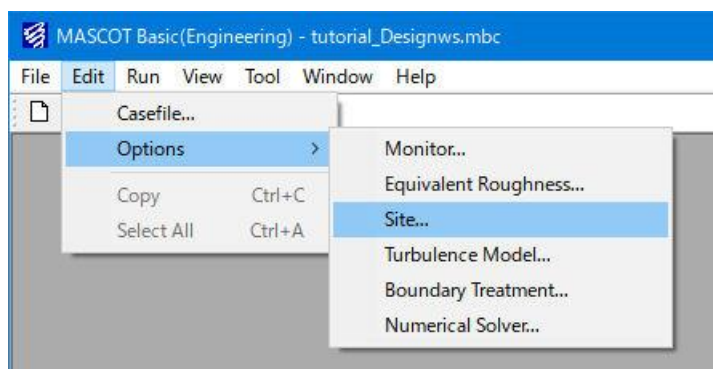 MASCOT Basic(Engineering) - tutorial_Designws.mbc
File Edit Run View Tool Window Help
Casefile...
Options >
Copy Ctrl+C
Select All Ctrl+A
Monitor...
Equivalent Roughness...
Site...
Turbulence Model...
Boundary Treatment...
Numerical Solver...